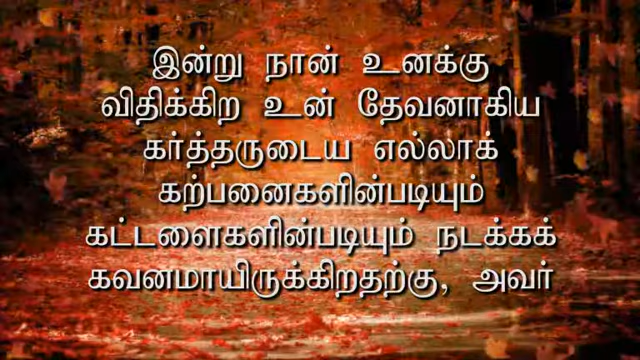 இன்று நான் உனக்கு
விதிக்கிற உன் தேவனாகிய
கர்த்தருடைய எல்லாக்
கற்பனைகளின்படியும்
கட்டளைகளின்படியும் நடக்கக்
கவனமாயிருக்கிறதற்கு, அவர்